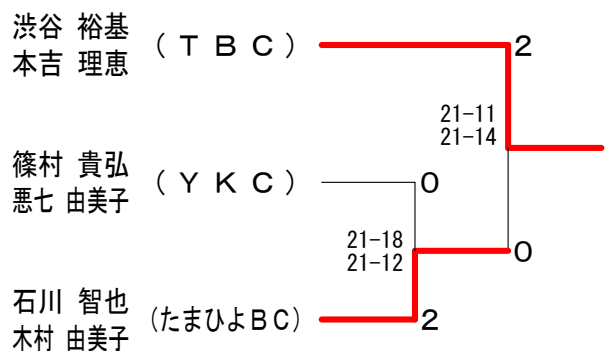 渋谷 裕基
本吉 理恵
(ＴＢＣ)
2
21-11
21-14
篠村 貴弘
悪七 由美子
(ＹＫＣ)
0
21-18
21-12
0
石川 智也
木村 由美子
(たまひよＢＣ)
2